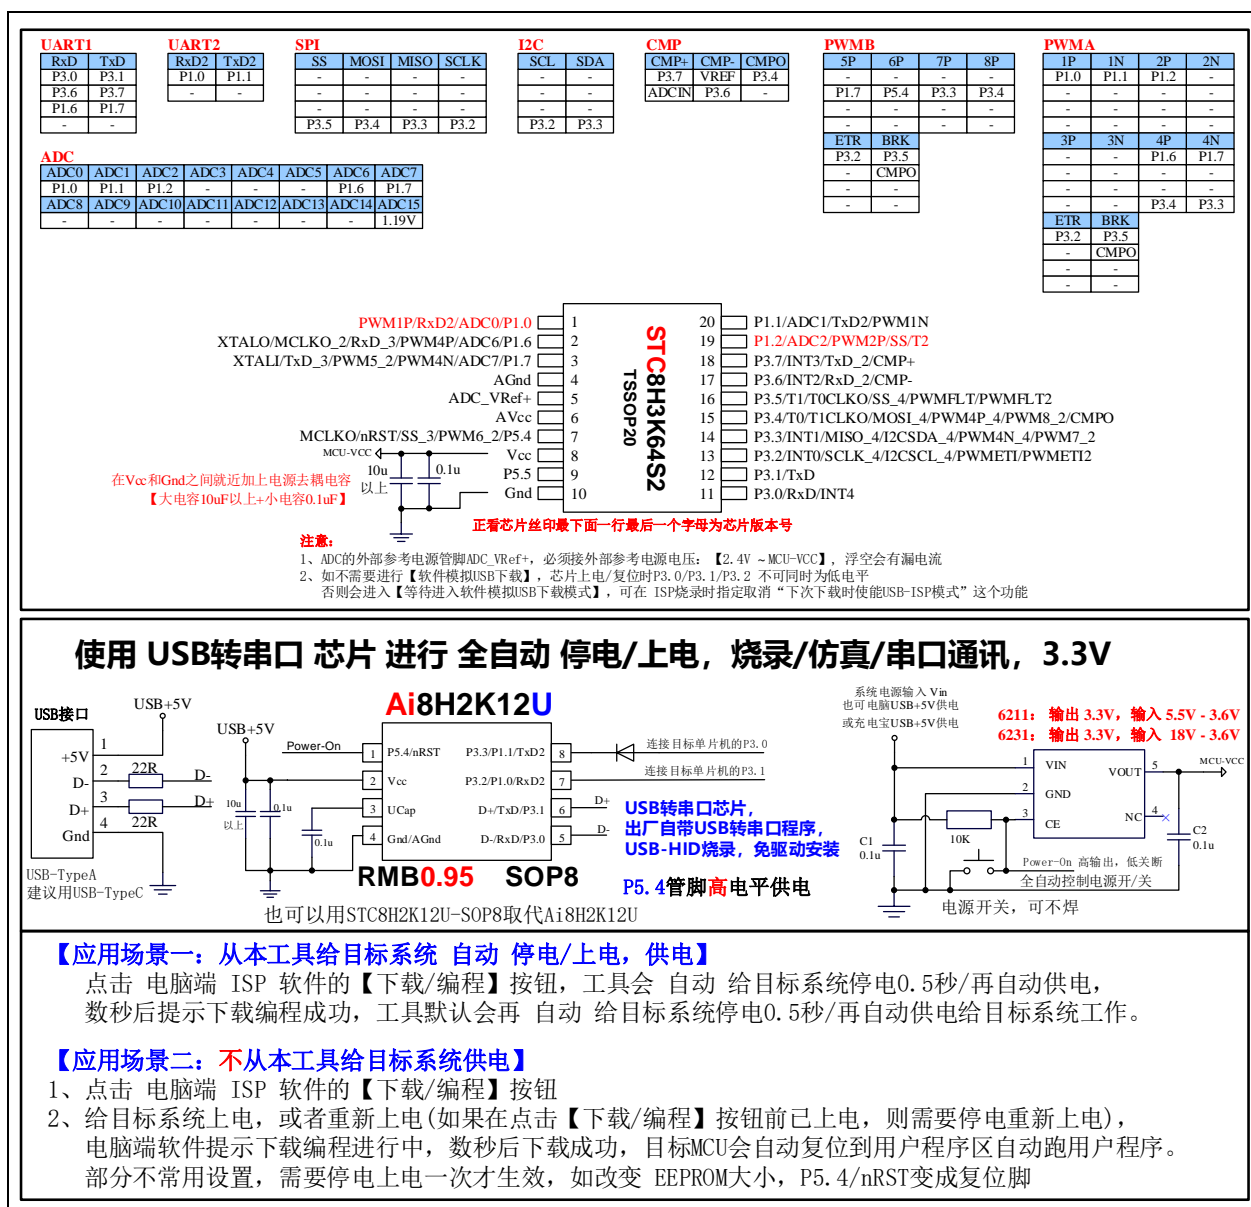 UART1 UART2 SPI I2C CMP PWMB PWMA
RxD TxD RxD2 TxD2 SS MOSI MISO SCLK SCL SDA CMP+ CMP- CMPO 5P 6P 7P 8P 1P 1N 2P 2N
P3.0 P3.1 P1.0 P1.1 - - - - - - P3.7 VREF P3.4 - - - - P1.0 P1.1 P1.2 -
P3.6 P3.7 - - - - - - - - ADCIN P3.6 - P1.7 P5.4 P3.3 P3.4 - - - -
P1.6 P1.7 - - - - - - - - - - - - - -
- - P3.5 P3.4 P3.3 P3.2 P3.2 P3.3 - - - - - - - -
ETR BRK 3P 3N 4P 4N
P3.2 P3.5 - - P1.6 P1.7
- CMPO - - - -
- - - - - -
- - - - P3.4 P3.3
ADC
ADC0 ADC1 ADC2 ADC3 ADC4 ADC5 ADC6 ADC7
P1.0 P1.1 P1.2 - - - P1.6 P1.7
ADC8 ADC9 ADC10 ADC11 ADC12 ADC13 ADC14 ADC15
- - - - - - - 1.19V
ETR BRK
P3.2 P3.5
- CMPO
- -
- -
PWM1P/RxD2/ADC0/P1.0 1 20 P1.1/ADC1/TxD2/PWM1N
XTALO/MCLKO_2/RxD_3/PWM4P/ADC6/P1.6 2 19 P1.2/ADC2/PWM2P/SS/T2
XTALI/TxD_3/PWM5_2/PWM4N/ADC7/P1.7 3 18 P3.7/INT3/TxD_2/CMP+
AGnd 4 17 P3.6/INT2/RxD_2/CMP-
ADC_VRef+ 5 16 P3.5/T1/T0CLKO/SS_4/PWMFLT/PWMFLT2
AVcc 6 15 P3.4/T0/T1CLKO/MOSI_4/PWM4P_4/PWM8_2/CMPO
MCLKO/nRST/SS_3/PWM6_2/P5.4 7 14 P3.3/INT1/MISO_4/I2CSDA_4/PWM4N_4/PWM7_2
Vcc 8 13 P3.2/INT0/SCLK_4/I2CSCL_4/PWMETI/PWMETI2
P5.5 9 12 P3.1/TxD
Gnd 10 11 P3.0/RxD/INT4
STC8H3K64S2
TSSOP20
MCU-VCC
10u
以上
0.1u
在Vcc和Gnd之间就近加上电源去耦电容
【大电容10uF以上+小电容0.1uF】
正看芯片丝印最下面一行最后一个字母为芯片版本号
注意:
1、ADC的外部参考电源管脚ADC_VRef+, 必须接外部参考电源电压: 【2.4V ~ MCU-VCC】, 浮空会有漏电流
2、如不需要进行【软件模拟USB下载】, 芯片上电/复位时P3.0/P3.1/P3.2 不可同时为低电平
否则会进入【等待进入软件模拟USB下载模式】, 可在 ISP烧录时指定取消 “下次下载时使能USB-ISP模式” 这个功能
使用 USB转串口 芯片 进行 全自动 停电/上电, 烧录/仿真/串口通讯, 3.3V
USB接口
+5V 1
D- 2
D+ 3
Gnd 4
USB+5V
22R D-
22R D+
USB-TypeA
建议用USB-TypeC
USB+5V
10u
以上
0.1u
0.1u
Ai8H2K12U
Power-On
1 P5.4/nRST P3.3/P1.1/TxD2 8 连接目标单片机的P3.0
2 Vcc P3.2/P1.0/RxD2 7 连接目标单片机的P3.1
3 UCap D+/TxD/P3.1 6 D+
4 Gnd/AGnd D-/RxD/P3.0 5 D-
RMB0.95 SOP8
也可以用STC8H2K12U-SOP8取代Ai8H2K12U
USB转串口芯片,
出厂自带USB转串口程序,
USB-HID烧录, 免驱动安装
P5.4管脚高电平供电
系统电源输入 Vin
也可电脑USB+5V供电
或充电宝USB+5V供电
6211: 输出 3.3V, 输入 5.5V - 3.6V
6231: 输出 3.3V, 输入 18V - 3.6V
1 VIN VOUT 5 MCU-VCC
2 GND
3 CE NC 4
C1
0.1u
10K
C2
0.1u
Power-On 高输出, 低关断
全自动控制电源开/关
电源开关, 可不焊
【应用场景一: 从本工具给目标系统 自动 停电/上电, 供电】
点击 电脑端 ISP 软件的【下载/编程】按钮, 工具会 自动 给目标系统停电0.5秒/再自动供电,
数秒后提示下载编程成功, 工具默认会再 自动 给目标系统停电0.5秒/再自动供电给目标系统工作。
【应用场景二: 不从本工具给目标系统供电】
1、点击 电脑端 ISP 软件的【下载/编程】按钮
2、给目标系统上电, 或者重新上电(如果在点击【下载/编程】按钮前已上电, 则需要停电重新上电),
电脑端软件提示下载编程进行中, 数秒后下载成功, 目标MCU会自动复位到用户程序区自动跑用户程序。
部分不常用设置, 需要停电上电一次才生效, 如改变 EEPROM大小, P5.4/nRST变成复位脚